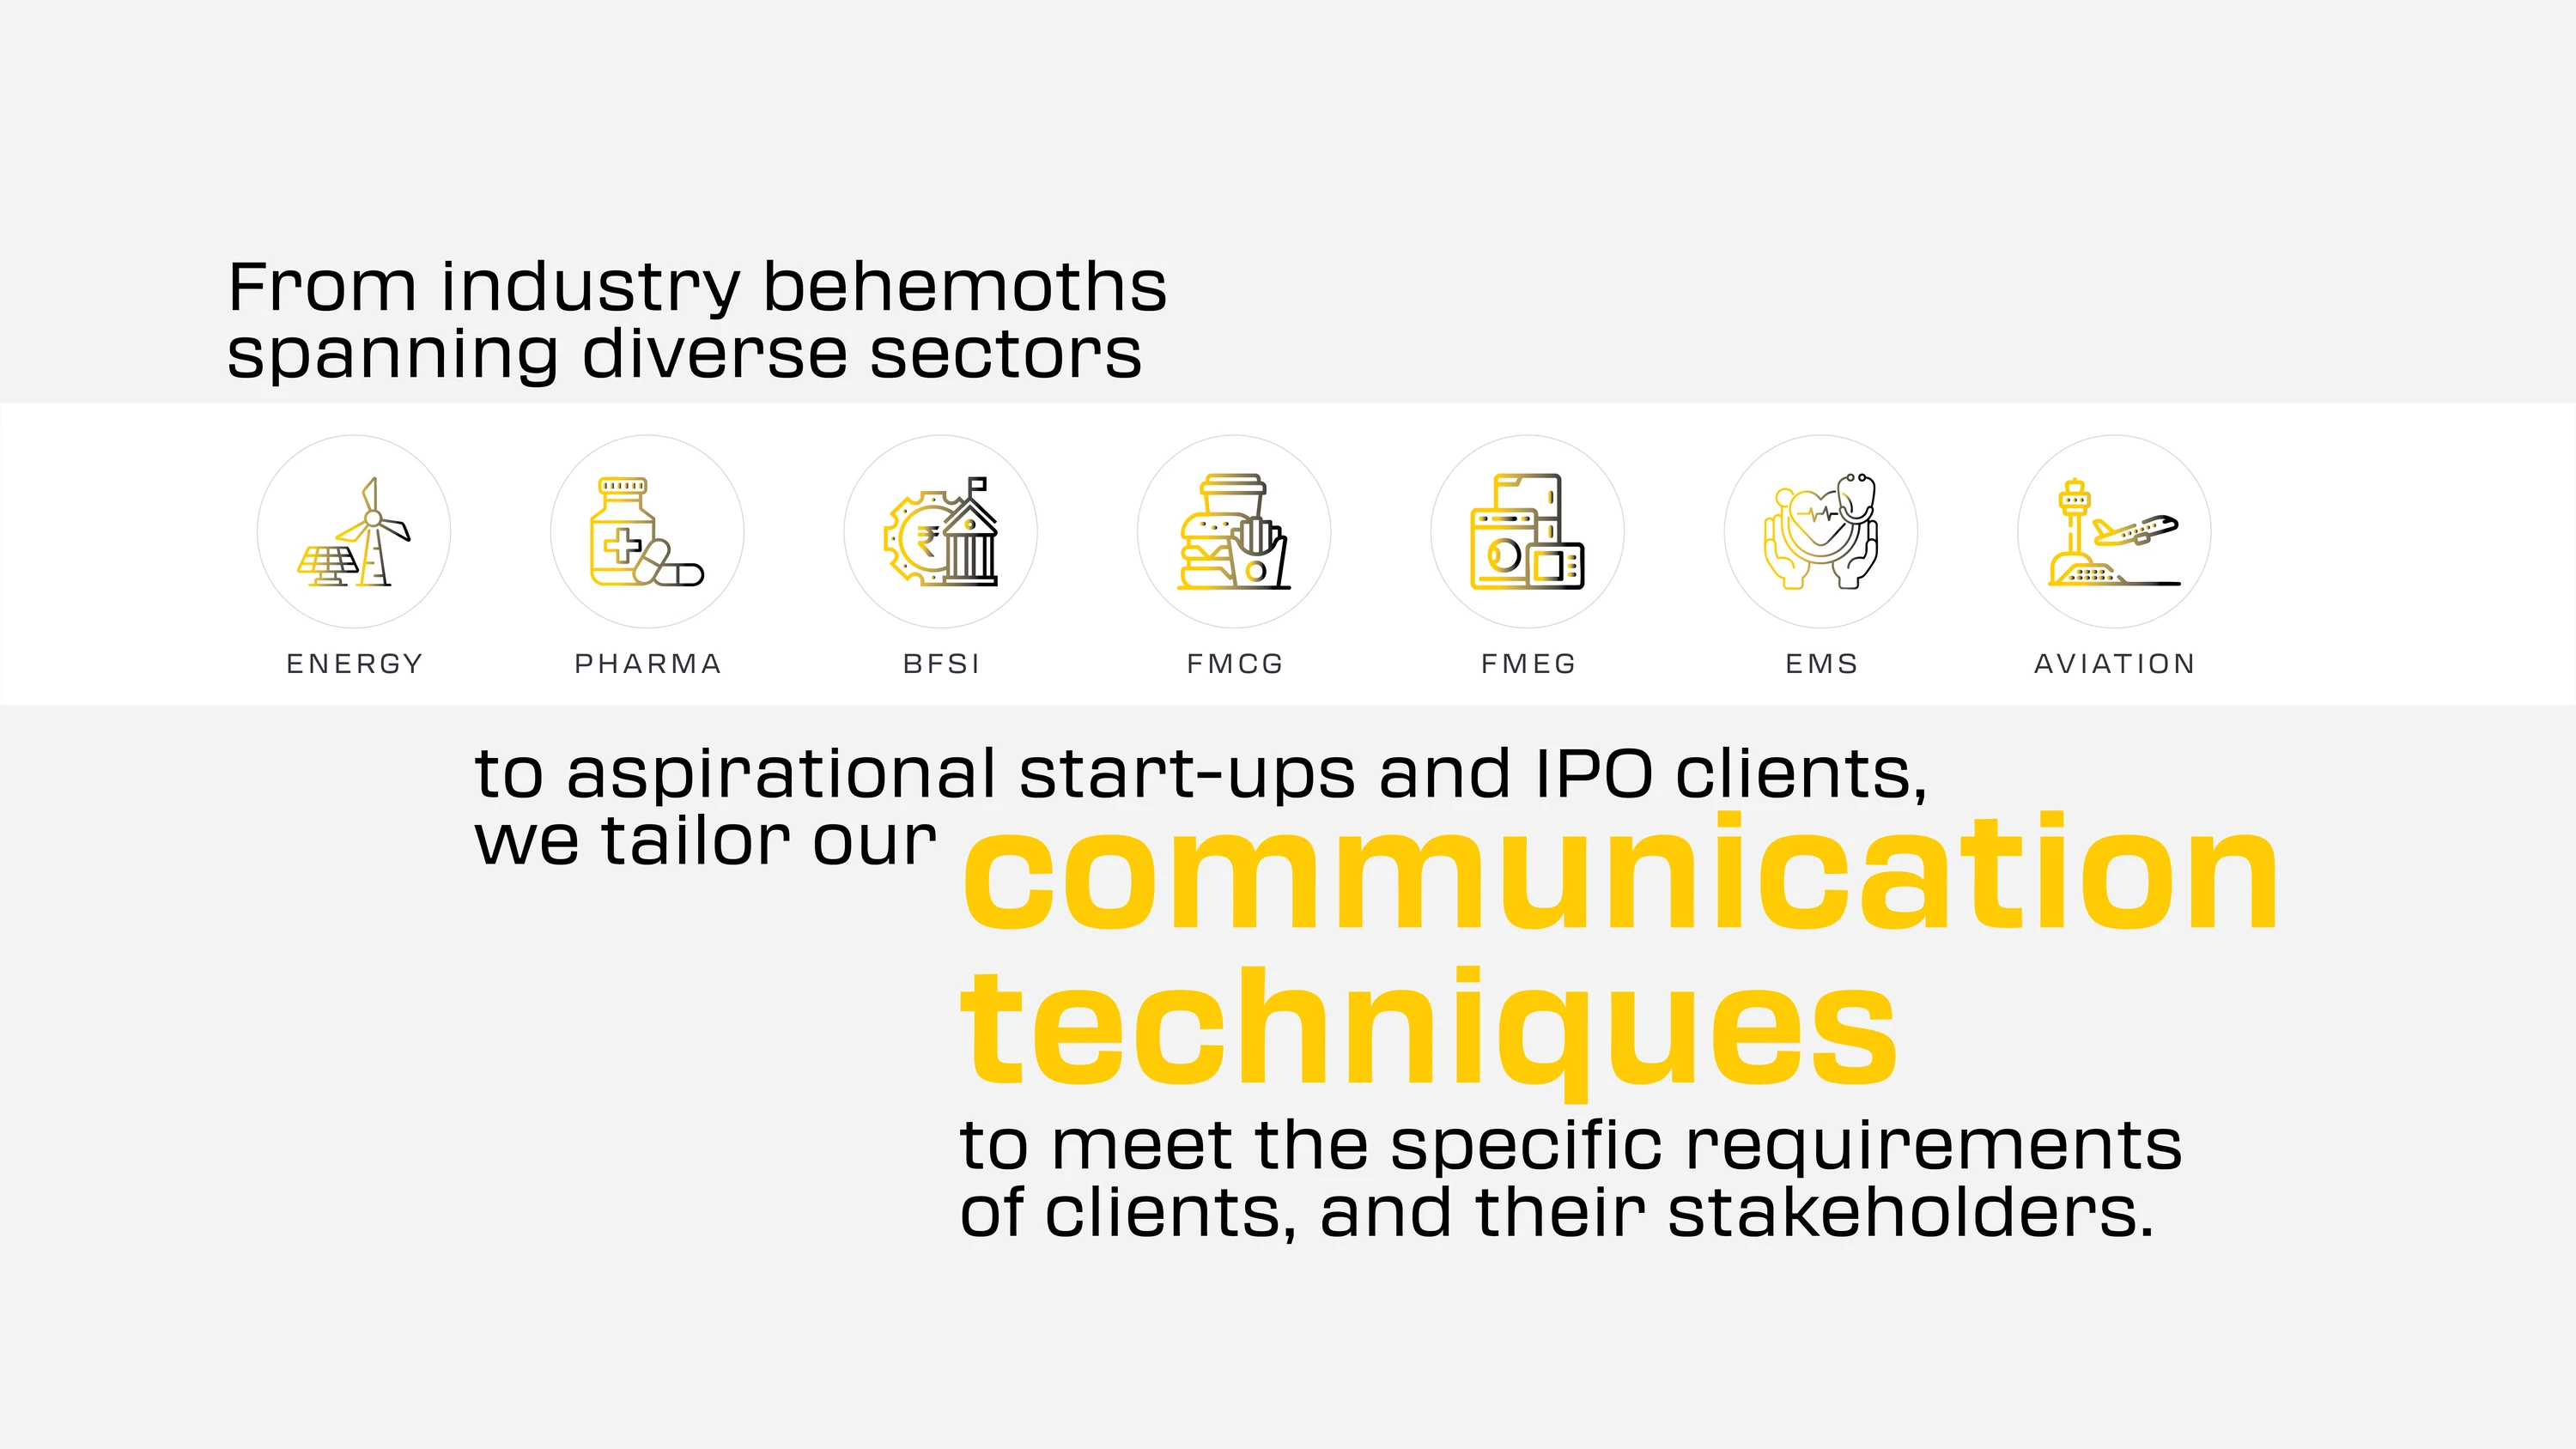 From industry behemoths
spanning diverse sectors
₹
ENERGY
PHARMA
BFSI
FMCG
FMEG
EMS
AVIATION
to aspirational start-ups and IPO clients,
we tailor our communication
techniques
to meet the specific requirements
of clients, and their stakeholders.